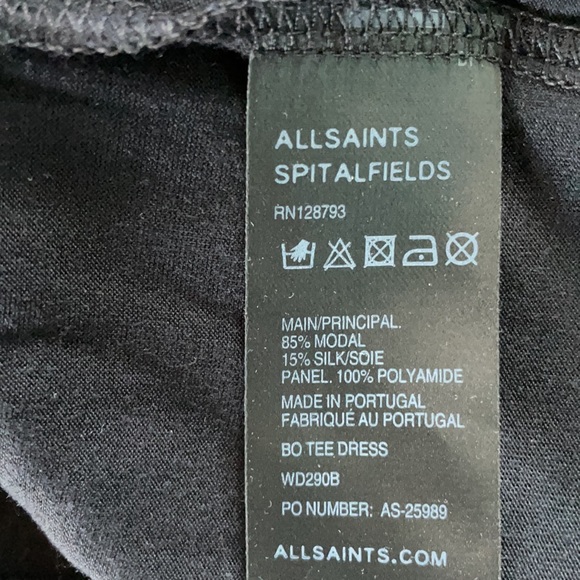 ALLSAINTS
SPITALFIELDS
RN128793
MAIN/PRINCIPAL.
85% MODAL
15% SILK/SOIE
PANEL. 100% POLYAMIDE
MADE IN PORTUGAL
FABRIQUÉ AU PORTUGAL
BO TEE DRESS
WD290B
PO NUMBER: AS-25989
ALLSAINTS.COM